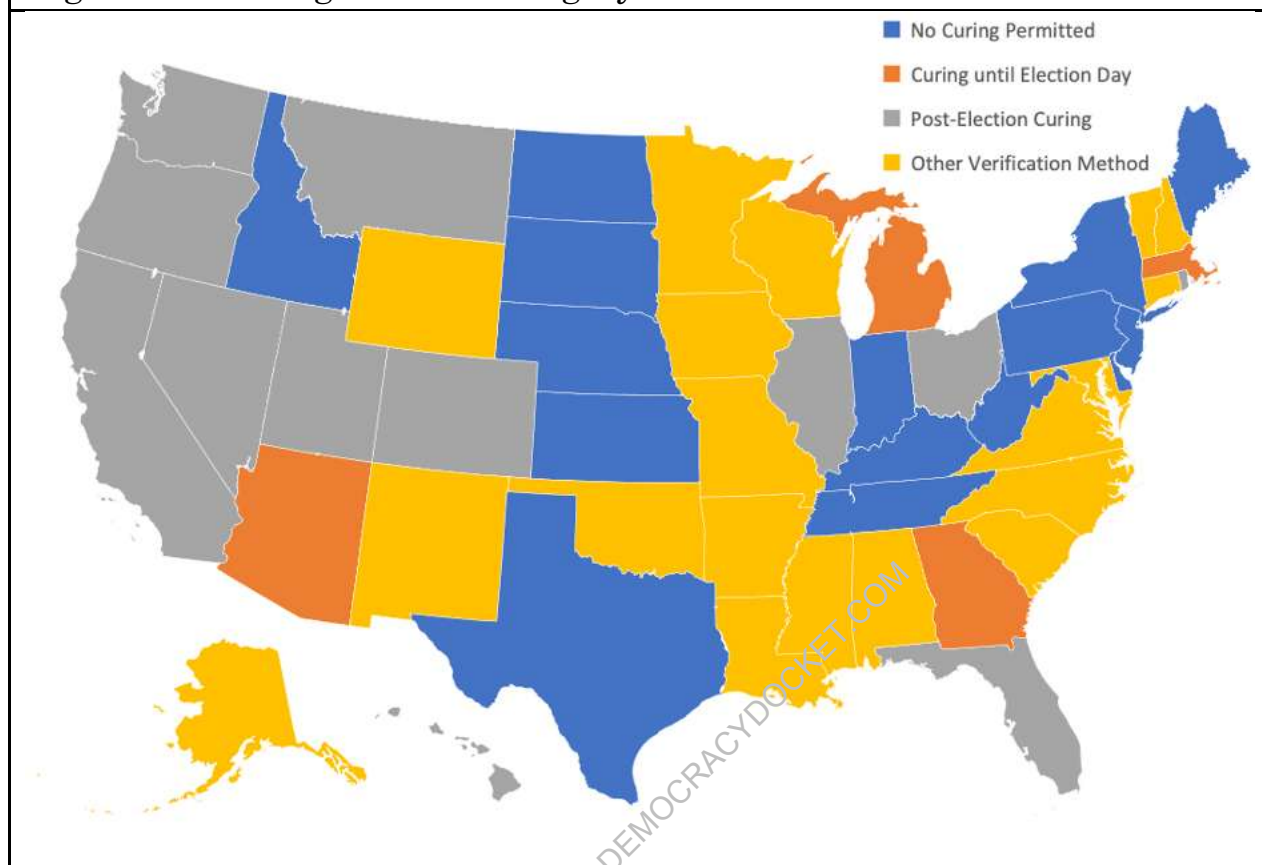 No Curing Permitted
Curing until Election Day
Post-Election Curing
Other Verification Method
DEMOCRACYDOCKET.COM